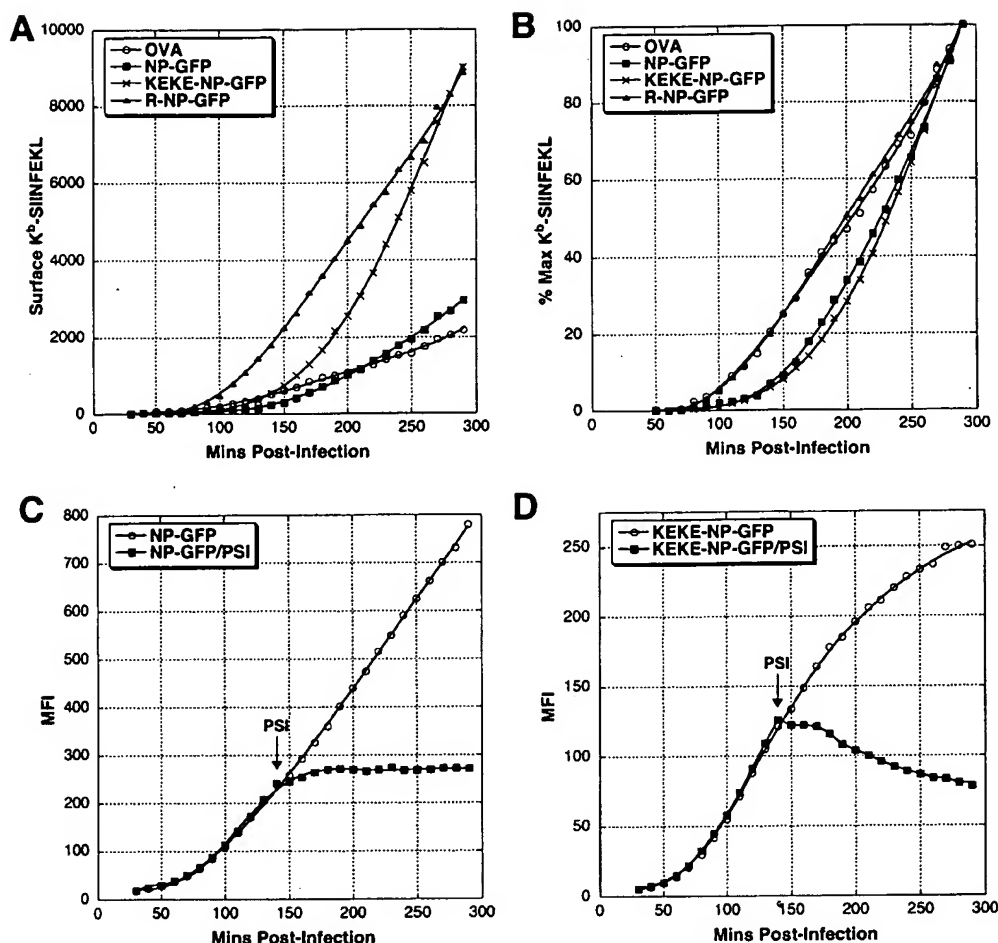 A
OVA
NP-GFP
KEKE-NP-GFP
R-NP-GFP
Surface Kᵇ-SIINFEKL
10000
8000
6000
4000
2000
0
0 50 100 150 200 250 300
Mins Post-Infection
B
OVA
NP-GFP
KEKE-NP-GFP
R-NP-GFP
% Max Kᵇ-SIINFEKL
100
80
60
40
20
0
0 50 100 150 200 250 300
Mins Post-Infection
C
NP-GFP
NP-GFP/PSI
MFI
800
700
600
500
400
300
200
100
0
PSI
0 50 100 150 200 250 300
Mins Post-Infection
D
KEKE-NP-GFP
KEKE-NP-GFP/PSI
MFI
250
200
150
100
50
0
PSI
0 50 100 150 200 250 300
Mins Post-Infection